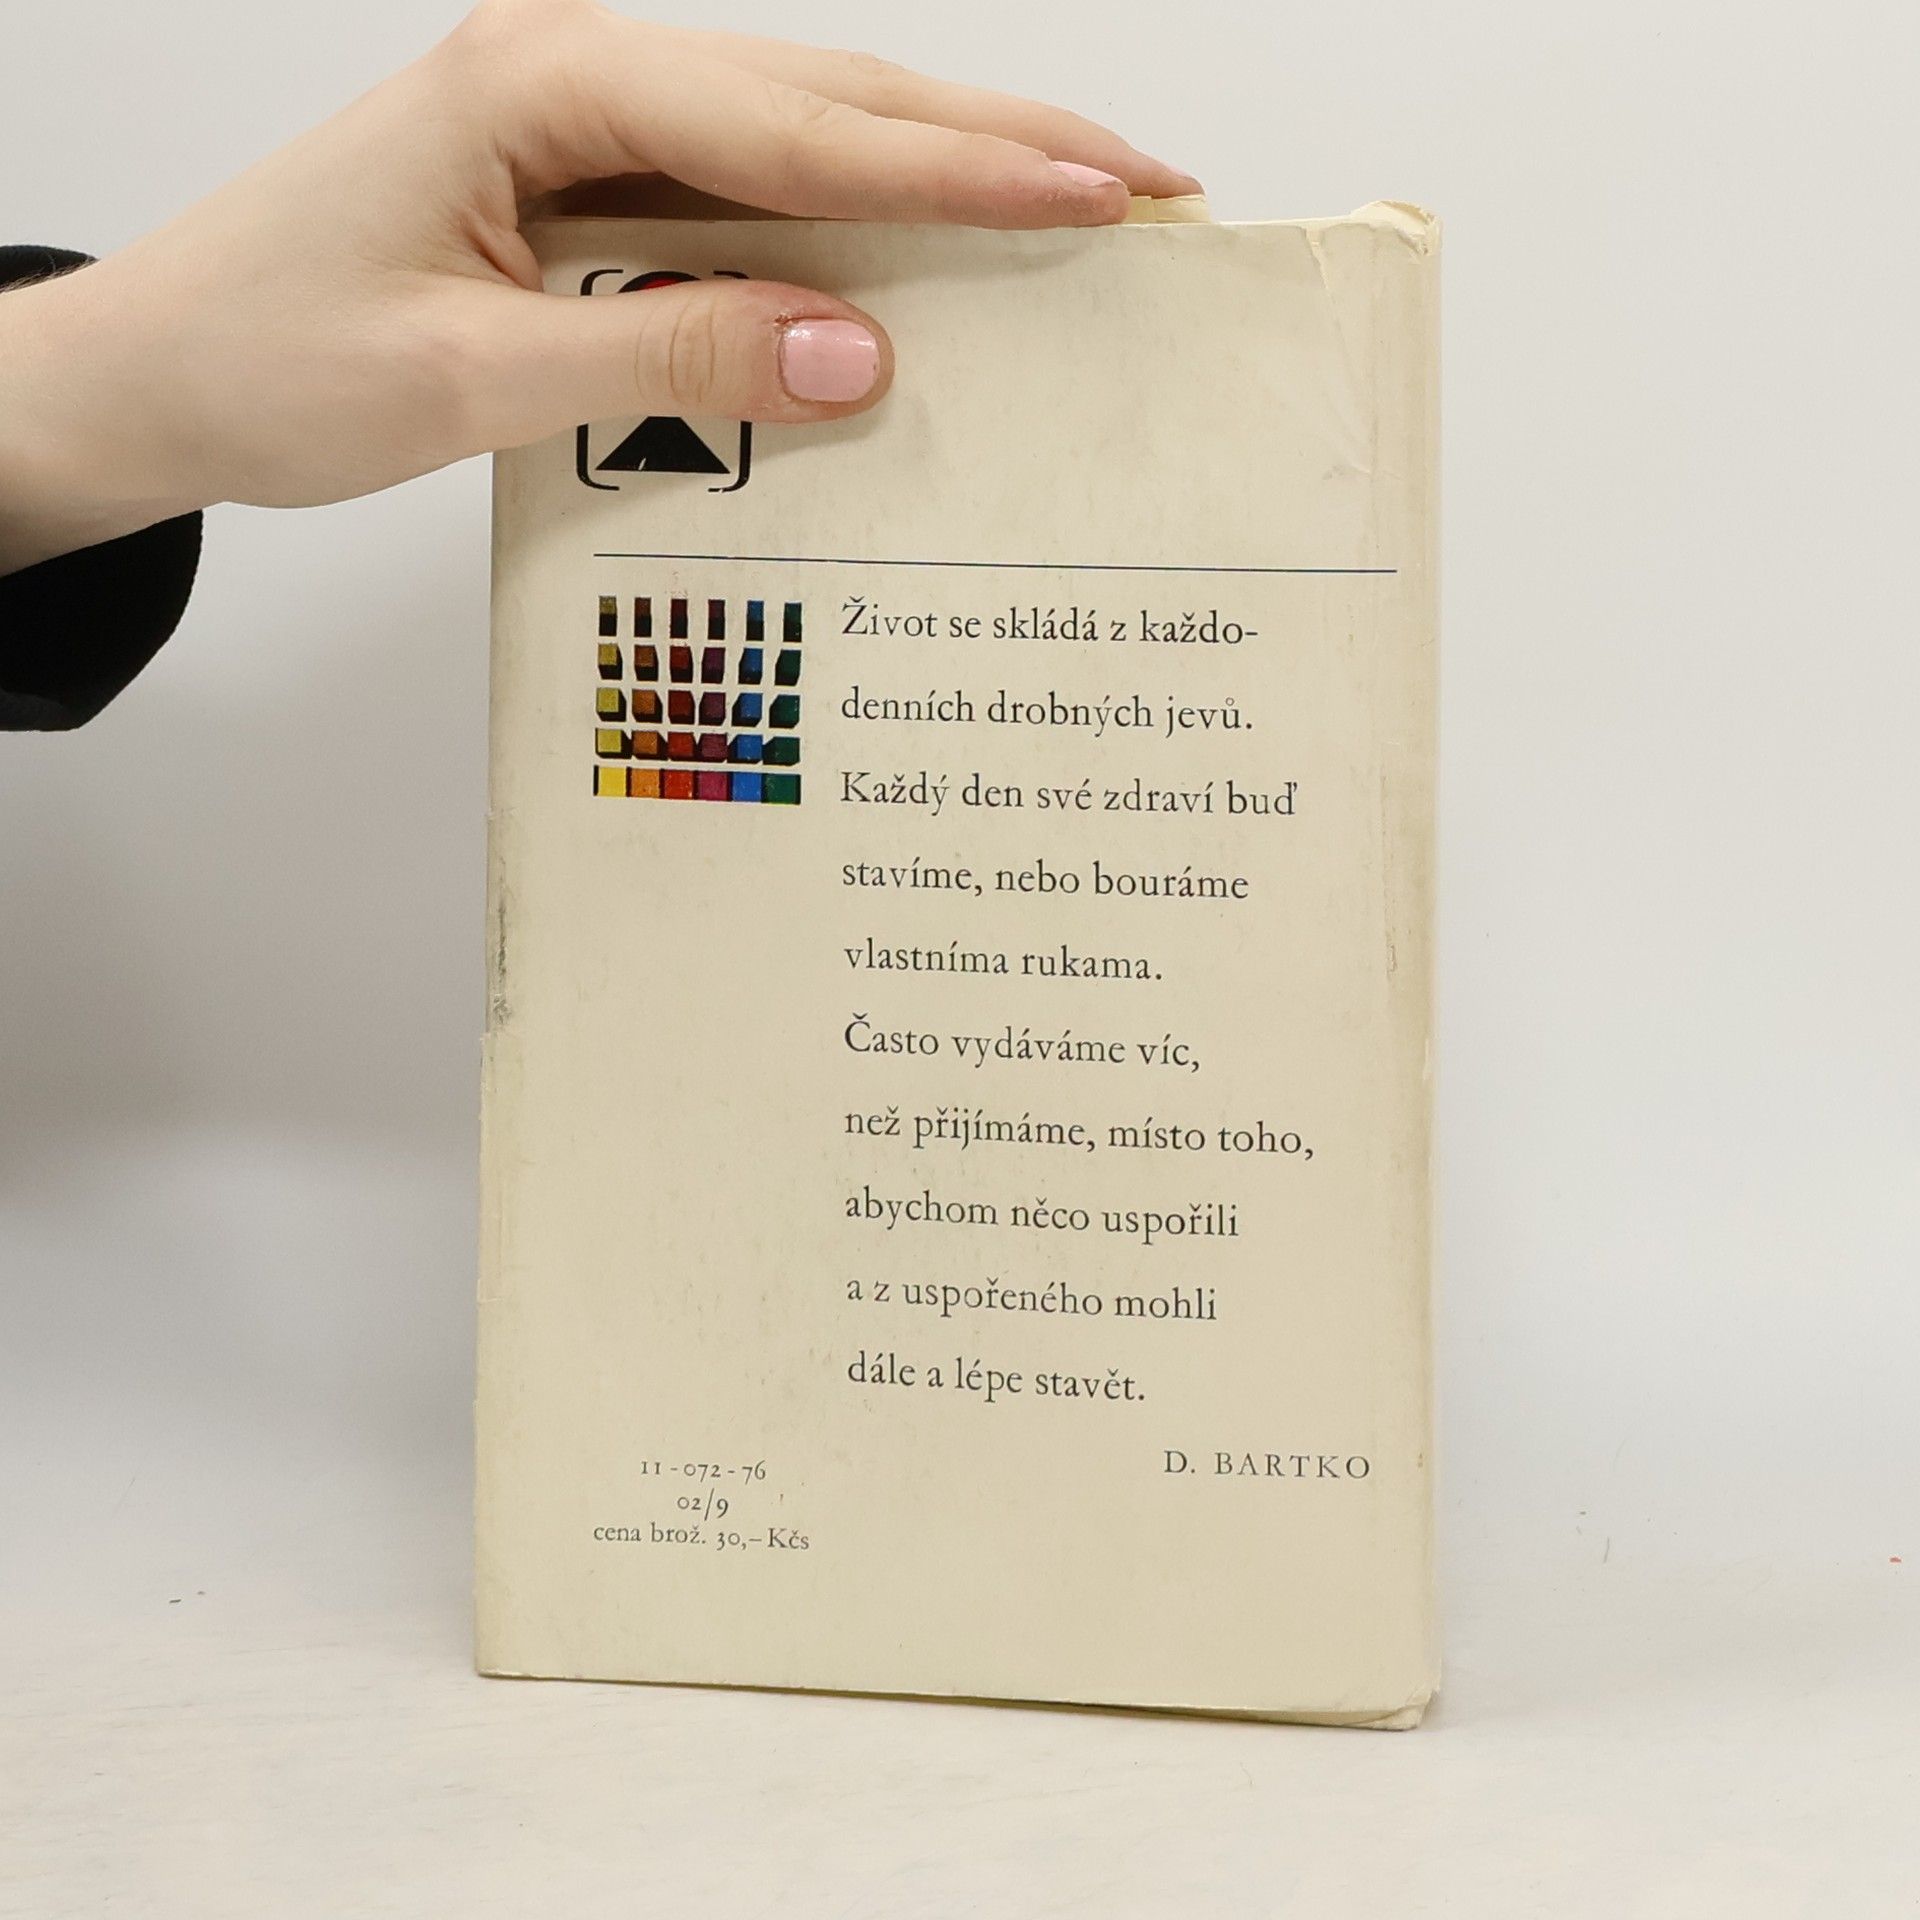 Život se skládá z každo-
denních drobných jevů.
Každý den své zdraví buď
stavíme, nebo bouráme
vlastníma rukama.
Často vydáváme víc,
než přijímáme, místo toho,
abychom něco uspořili
a z uspořeného mohli
dále a lépe stavět.
D. BARTKO
11-072-76
02/9
cena brož. 30,– Kčs